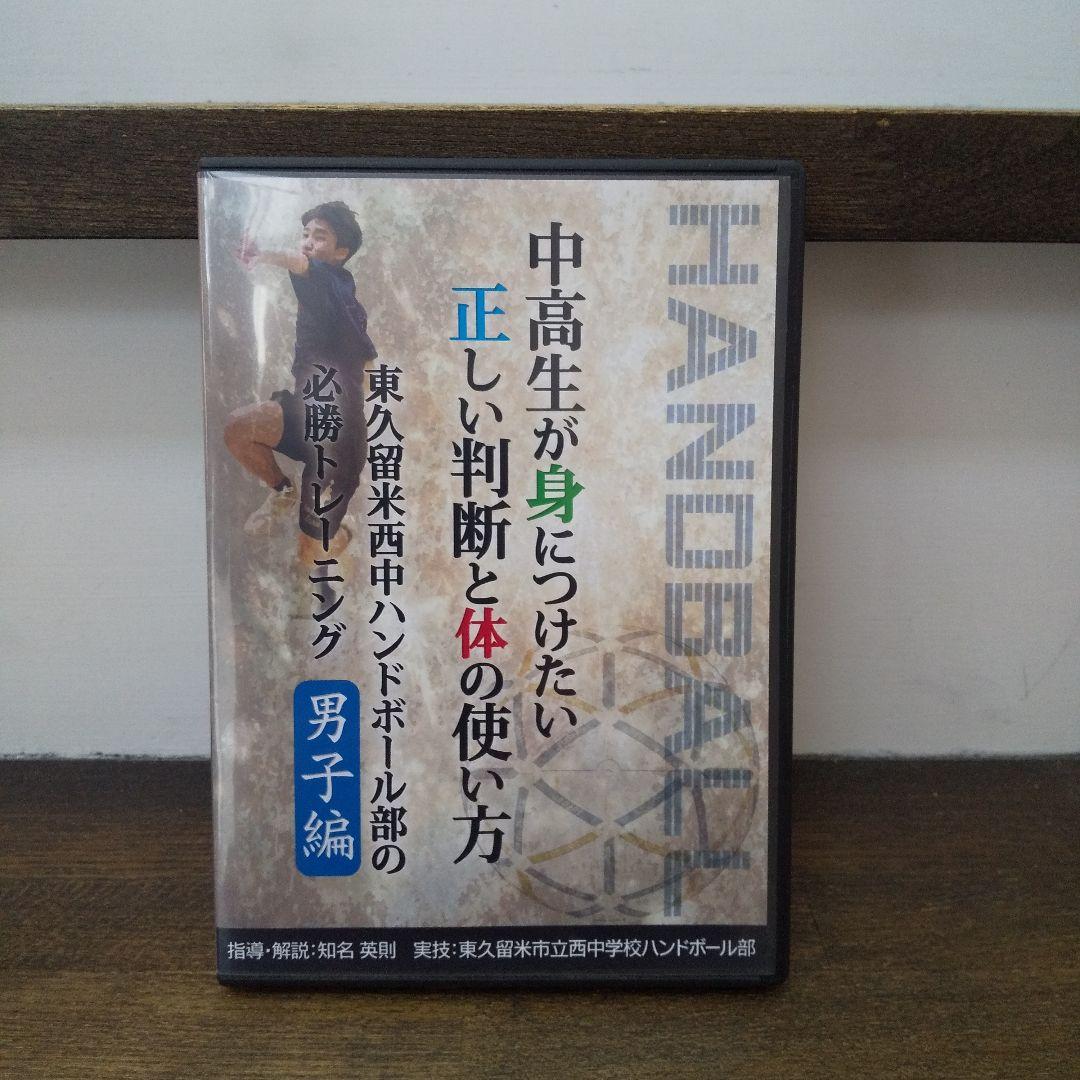 HANDBALL
中高生が身につけたい
正しい判断と体の使い方
東久留米西中ハンドボール部の
必勝トレーニング
男子編
指導・解説:知名 英則 実技:東久留米市立西中学校ハンドボール部